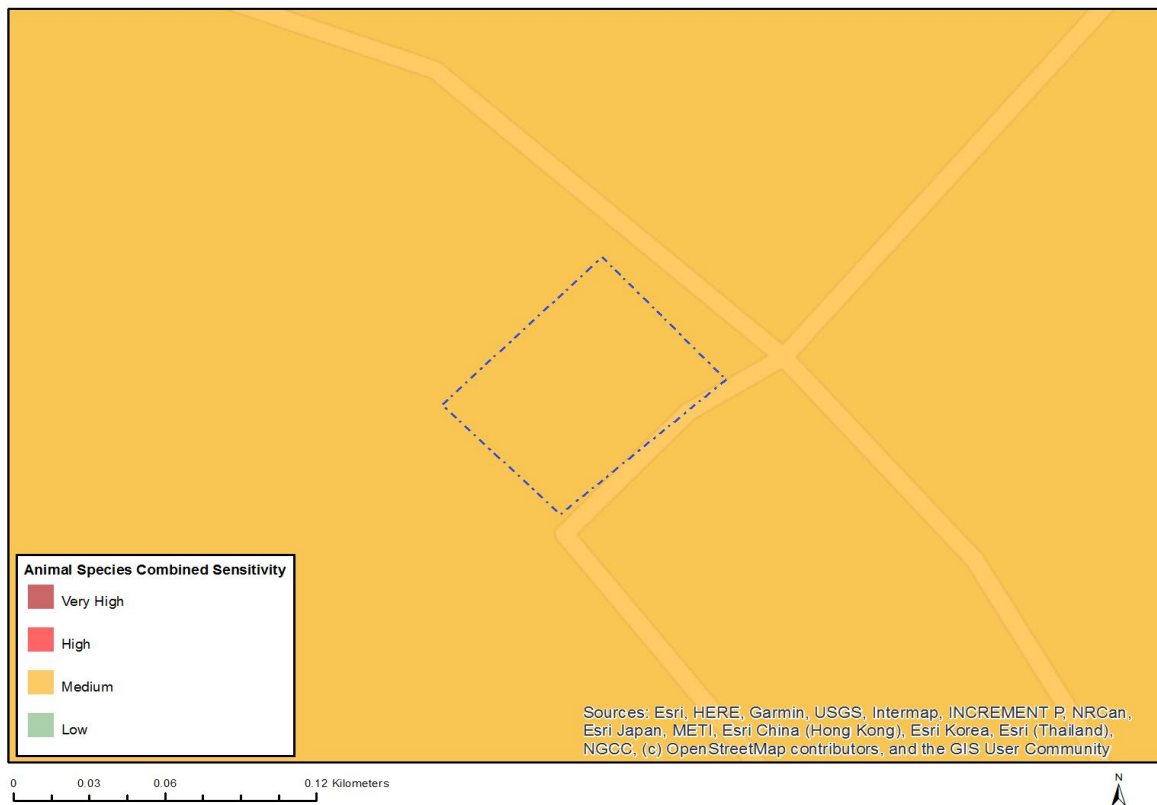 Animal Species Combined Sensitivity
Very High
High
Medium
Low
Sources: Esri, HERE, Garmin, USGS, Intermap, INCREMENT P, NRCan,
Esri Japan, METI, Esri China (Hong Kong), Esri Korea, Esri (Thailand),
NGCC, (c) OpenStreetMap contributors, and the GIS User Community
0 0.03 0.06 0.12 Kilometers
N